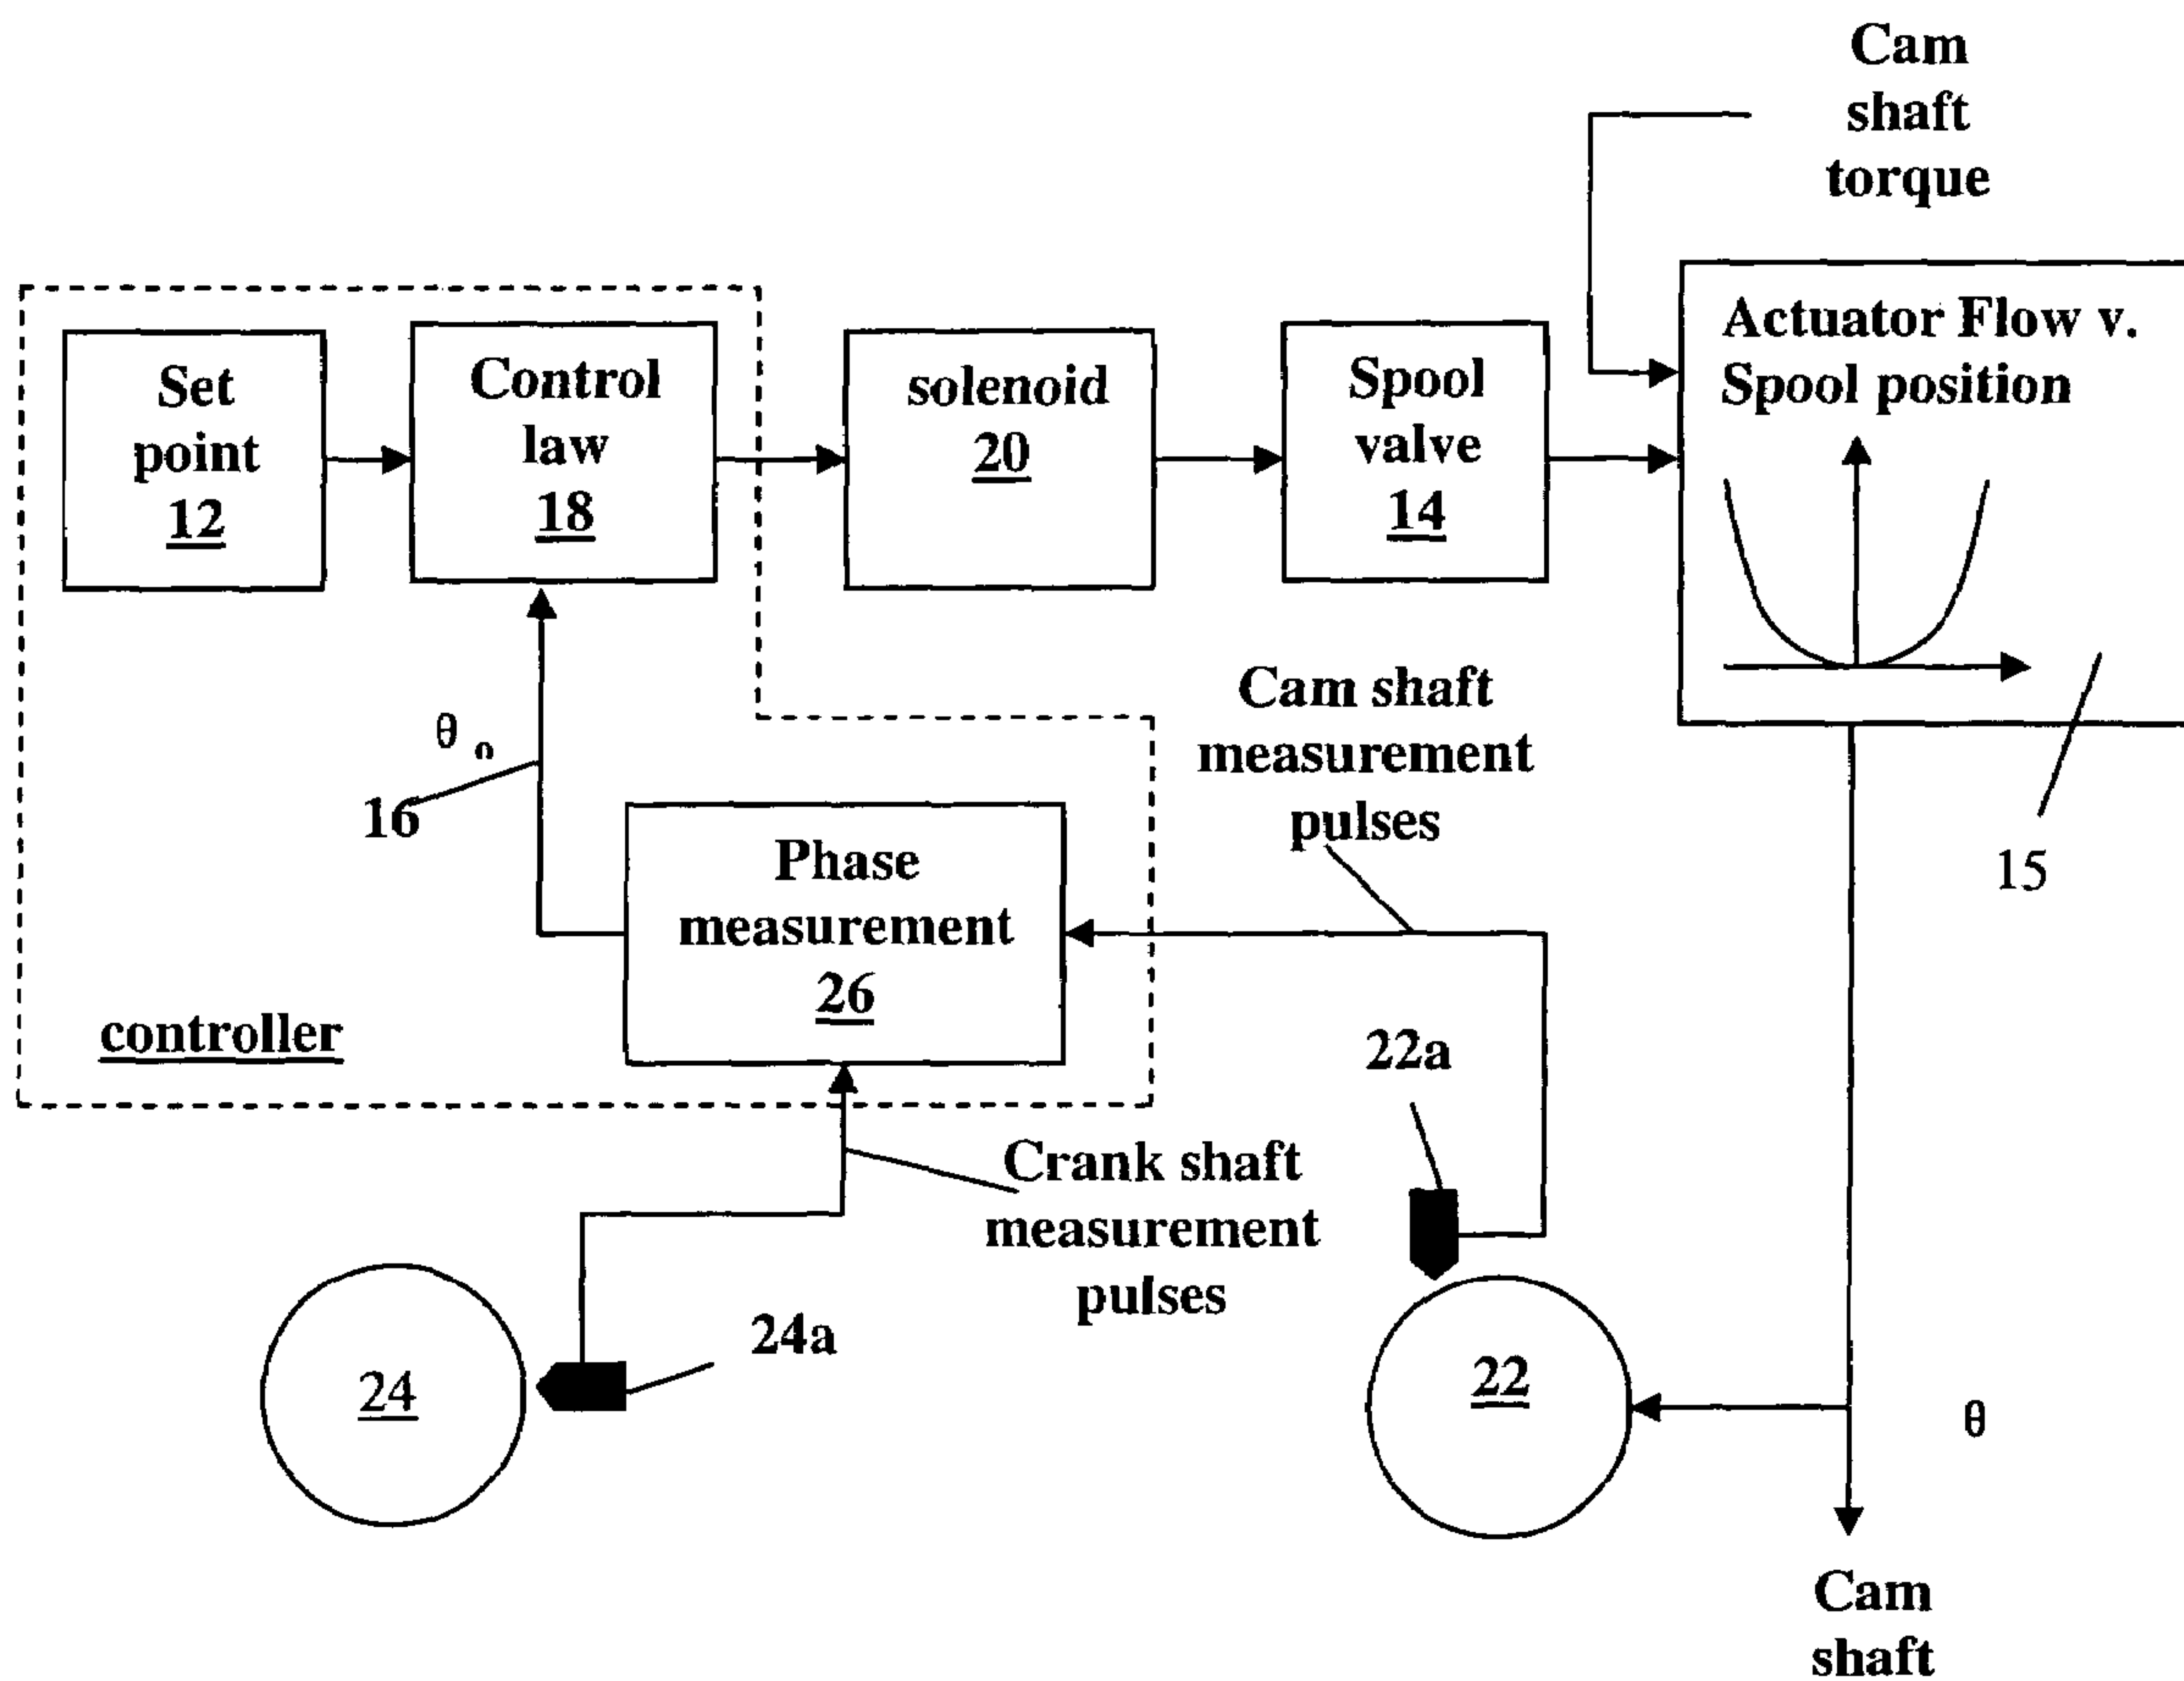 Cam
shaft
torque
Set
point
12
Control
law
18
solenoid
20
Spool
valve
14
Actuator Flow v.
Spool position
15
θ o
16
Phase
measurement
26
Cam shaft
measurement
pulses
controller
Crank shaft
measurement
pulses
22a
24a
24
22
θ
Cam
shaft